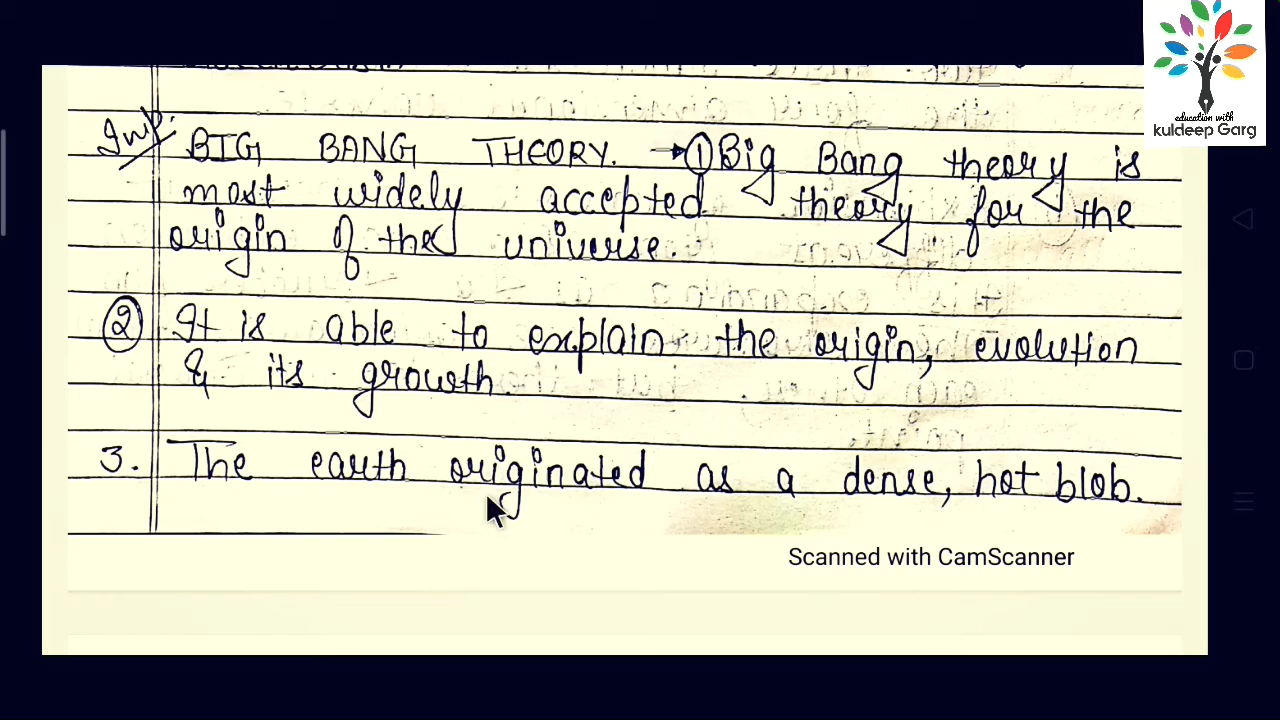 education with
kuldeep Garg
Imp.
BIG BANG THEORY. → ① Big Bang theory is
most widely accepted theory for the
origin of the universe.
② It is able to explain the origin, evolution
& its growth.
3. The earth originated as a dense, hot blob.
Scanned with CamScanner